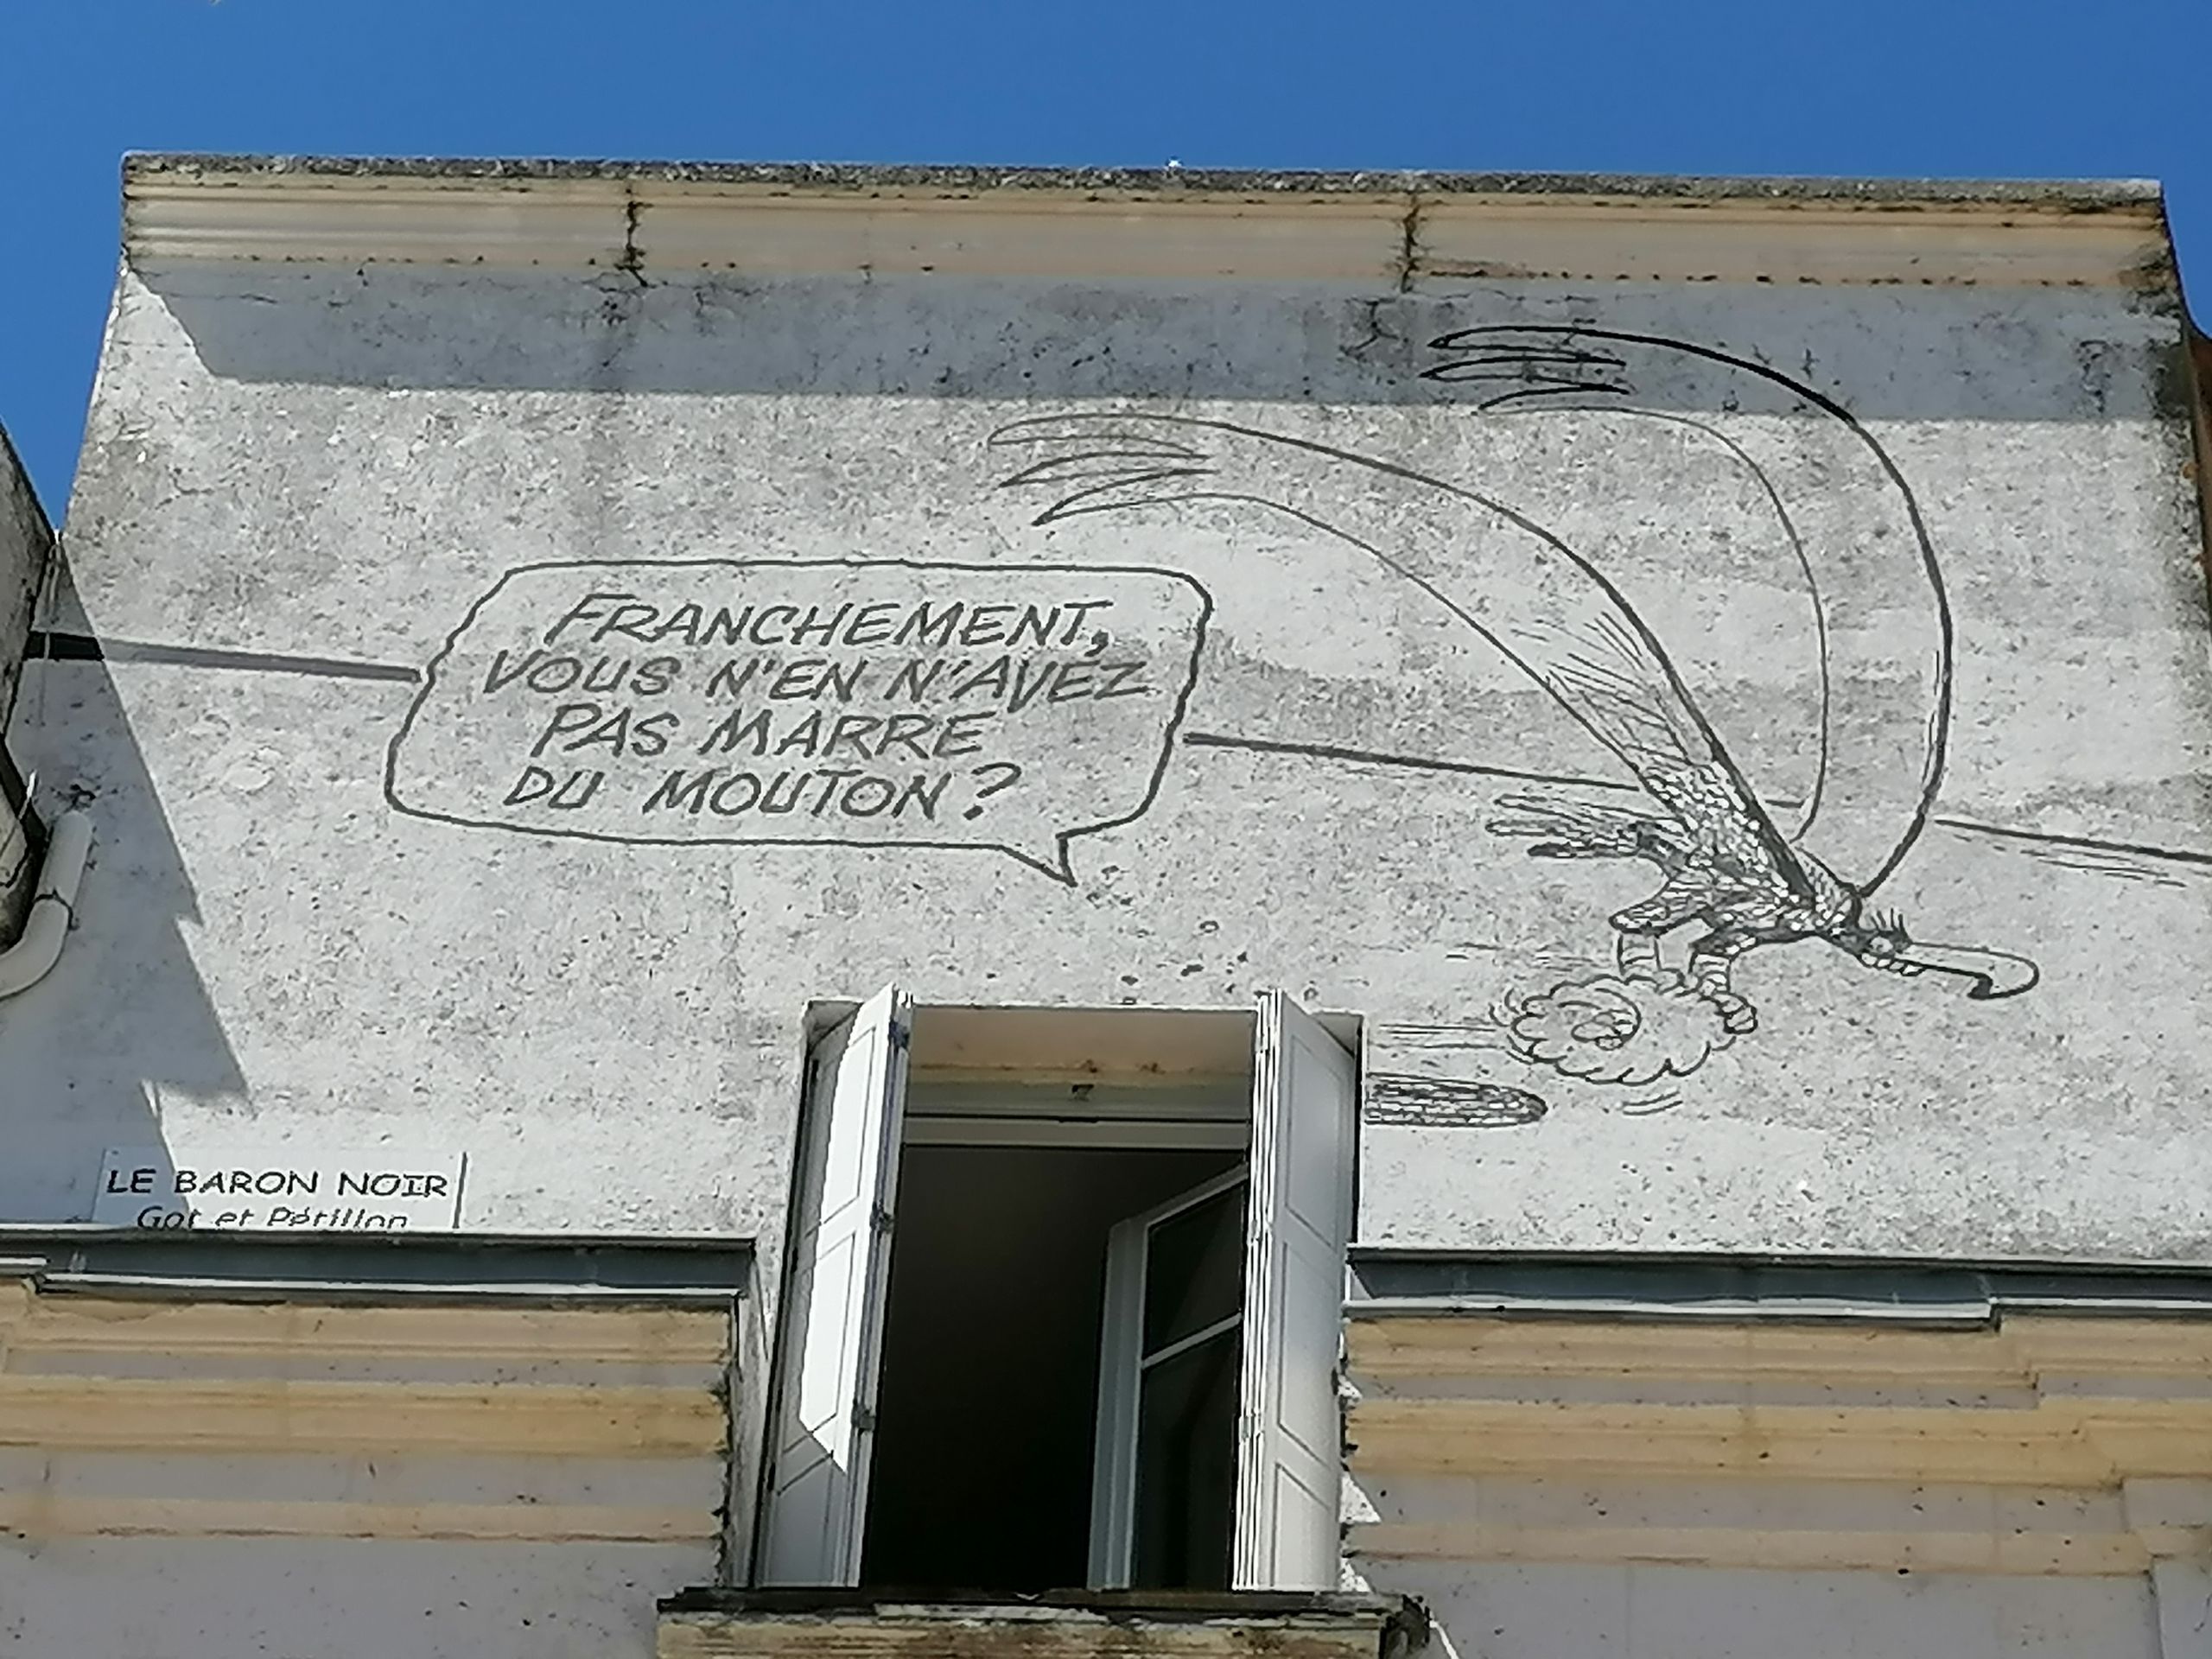 FRANCHEMENT,
VOUS N'EN N'AVEZ
PAS MARRE
DU MOUTON?
LE BARON NOIR
Got et Pétillon